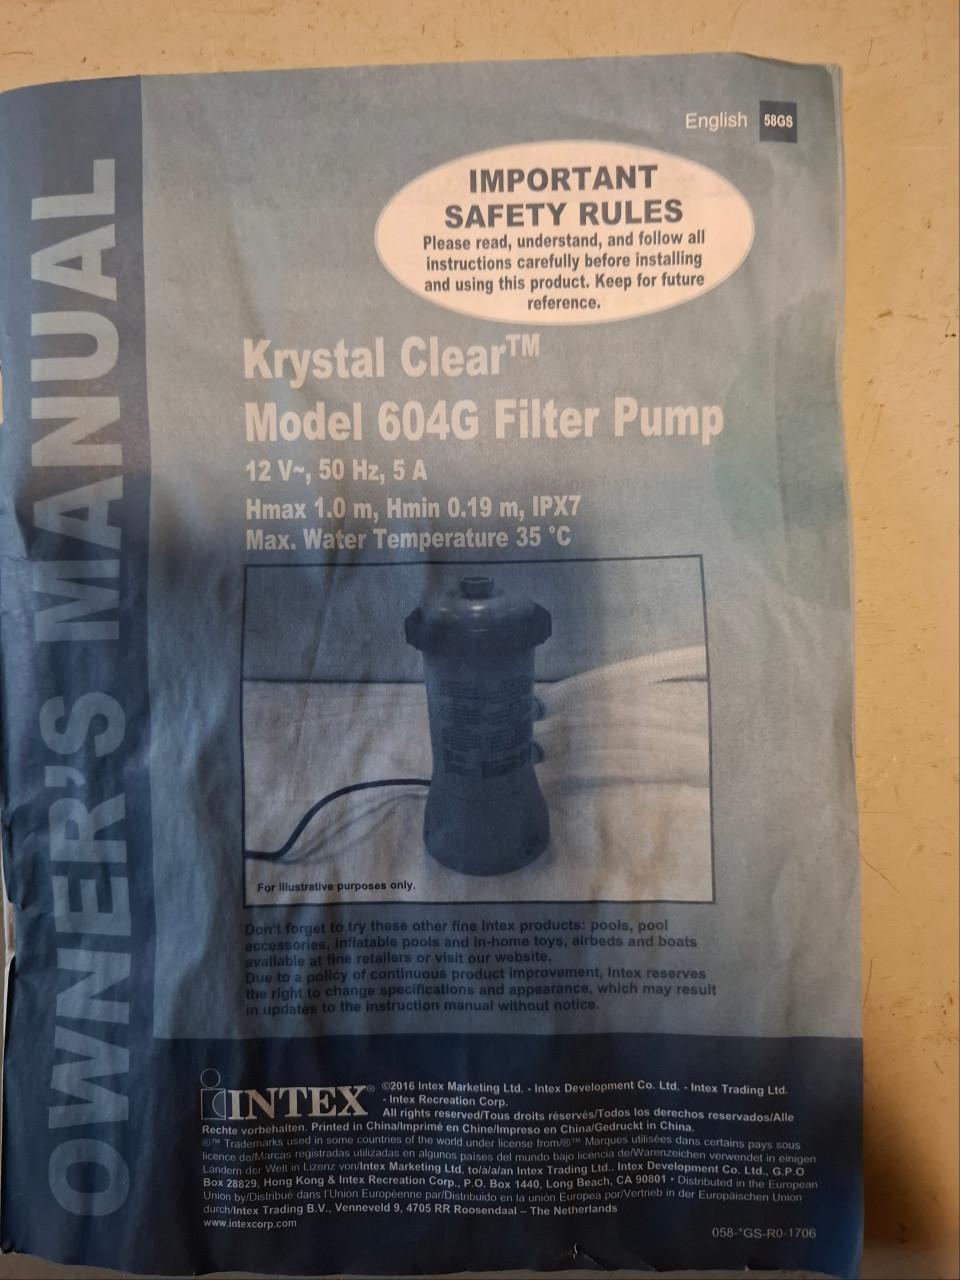 OWNER'S MANUAL
English 58GS
IMPORTANT
SAFETY RULES
Please read, understand, and follow all
instructions carefully before installing
and using this product. Keep for future
reference.
Krystal Clear™
Model 604G Filter Pump
12 V~, 50 Hz, 5 A
Hmax 1.0 m, Hmin 0.19 m, IPX7
Max. Water Temperature 35 °C
For illustrative purposes only.
Don't forget to try these other fine Intex products: pools, pool
accessories, inflatable pools and in-home toys, airbeds and boats
available at fine retailers or visit our website.
Due to a policy of continuous product improvement, Intex reserves
the right to change specifications and appearance, which may result
in updates to the instruction manual without notice.
INTEX®
©2016 Intex Marketing Ltd. - Intex Development Co. Ltd. - Intex Trading Ltd.
- Intex Recreation Corp.
All rights reserved/Tous droits réservés/Todos los derechos reservados/Alle
Rechte vorbehalten. Printed in China/Imprimé en Chine/Impreso en China/Gedruckt in China.
®™ Trademarks used in some countries of the world under license from/®™ Marques utilisées dans certains pays sous
licence de/Marcas registradas utilizadas en algunos países del mundo bajo licencia de/Warenzeichen verwendet in einigen
Ländern der Welt in Lizenz von/Intex Marketing Ltd. to/à/a/an Intex Trading Ltd., Intex Development Co. Ltd., G.P.O
Box 28829, Hong Kong & Intex Recreation Corp., P.O. Box 1440, Long Beach, CA 90801 • Distributed in the European
Union by/Distribué dans l'Union Européenne par/Distribuido en la unión Europea por/Vertrieb in der Europäischen Union
durch/Intex Trading B.V., Venneveld 9, 4705 RR Roosendaal – The Netherlands
www.intexcorp.com
058-*GS-R0-1706